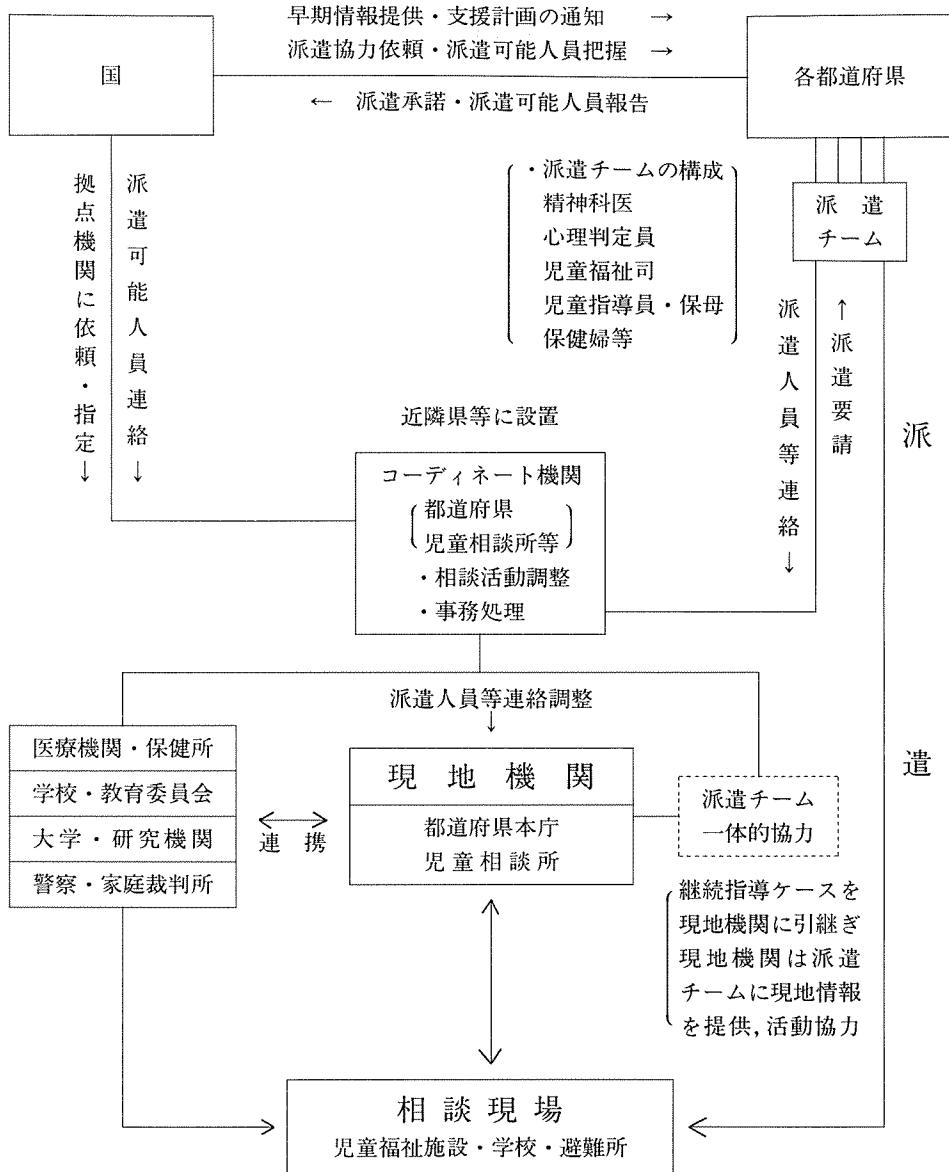 早期情報提供・支援計画の通知 →
派遣協力依頼・派遣可能人員把握 →
国
各都道府県
← 派遣承諾・派遣可能人員報告
派遣可能人員連絡→
拠点機関に依頼・指定→
・派遣チームの構成
精神科医
心理判定員
児童福祉司
児童指導員・保母
保健婦等
派遣
チーム
←派遣要請
派遣人員等連絡→
派遣
近隣県等に設置
コーディネート機関
都道府県
児童相談所等
・相談活動調整
・事務処理
派遣人員等連絡調整
↓
医療機関・保健所
学校・教育委員会
大学・研究機関
警察・家庭裁判所
連携
現地機関
都道府県本庁
児童相談所
派遣チーム
一体的協力
継続指導ケースを
現地機関に引継ぎ
現地機関は派遣
チームに現地情報
を提供,活動協力
相談現場
児童福祉施設・学校・避難所